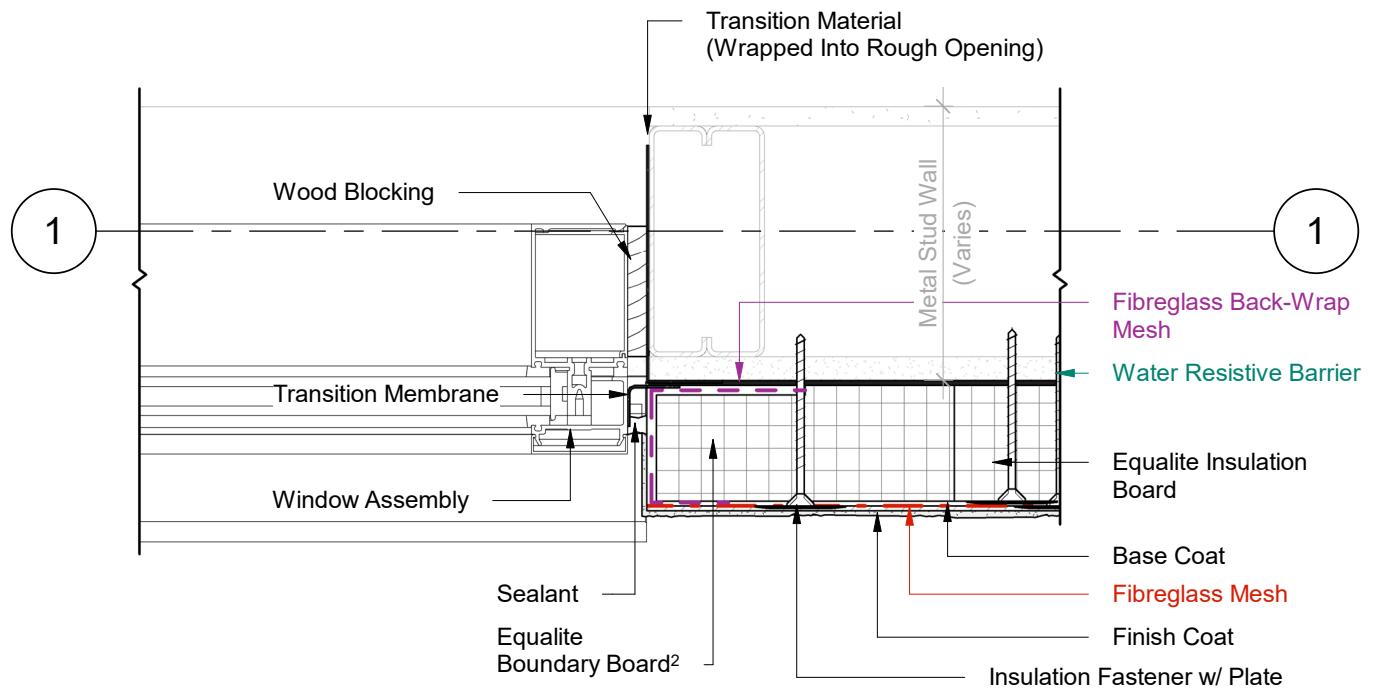 Transition Material
(Wrapped Into Rough Opening)
Wood Blocking
1
1
Metal Stud Wall
(Varies)
Fibreglass Back-Wrap
Mesh
Water Resistive Barrier
Transition Membrane
Equalite Insulation
Board
Window Assembly
Base Coat
Sealant
Fibreglass Mesh
Equalite
Boundary Board²
Finish Coat
Insulation Fastener w/ Plate